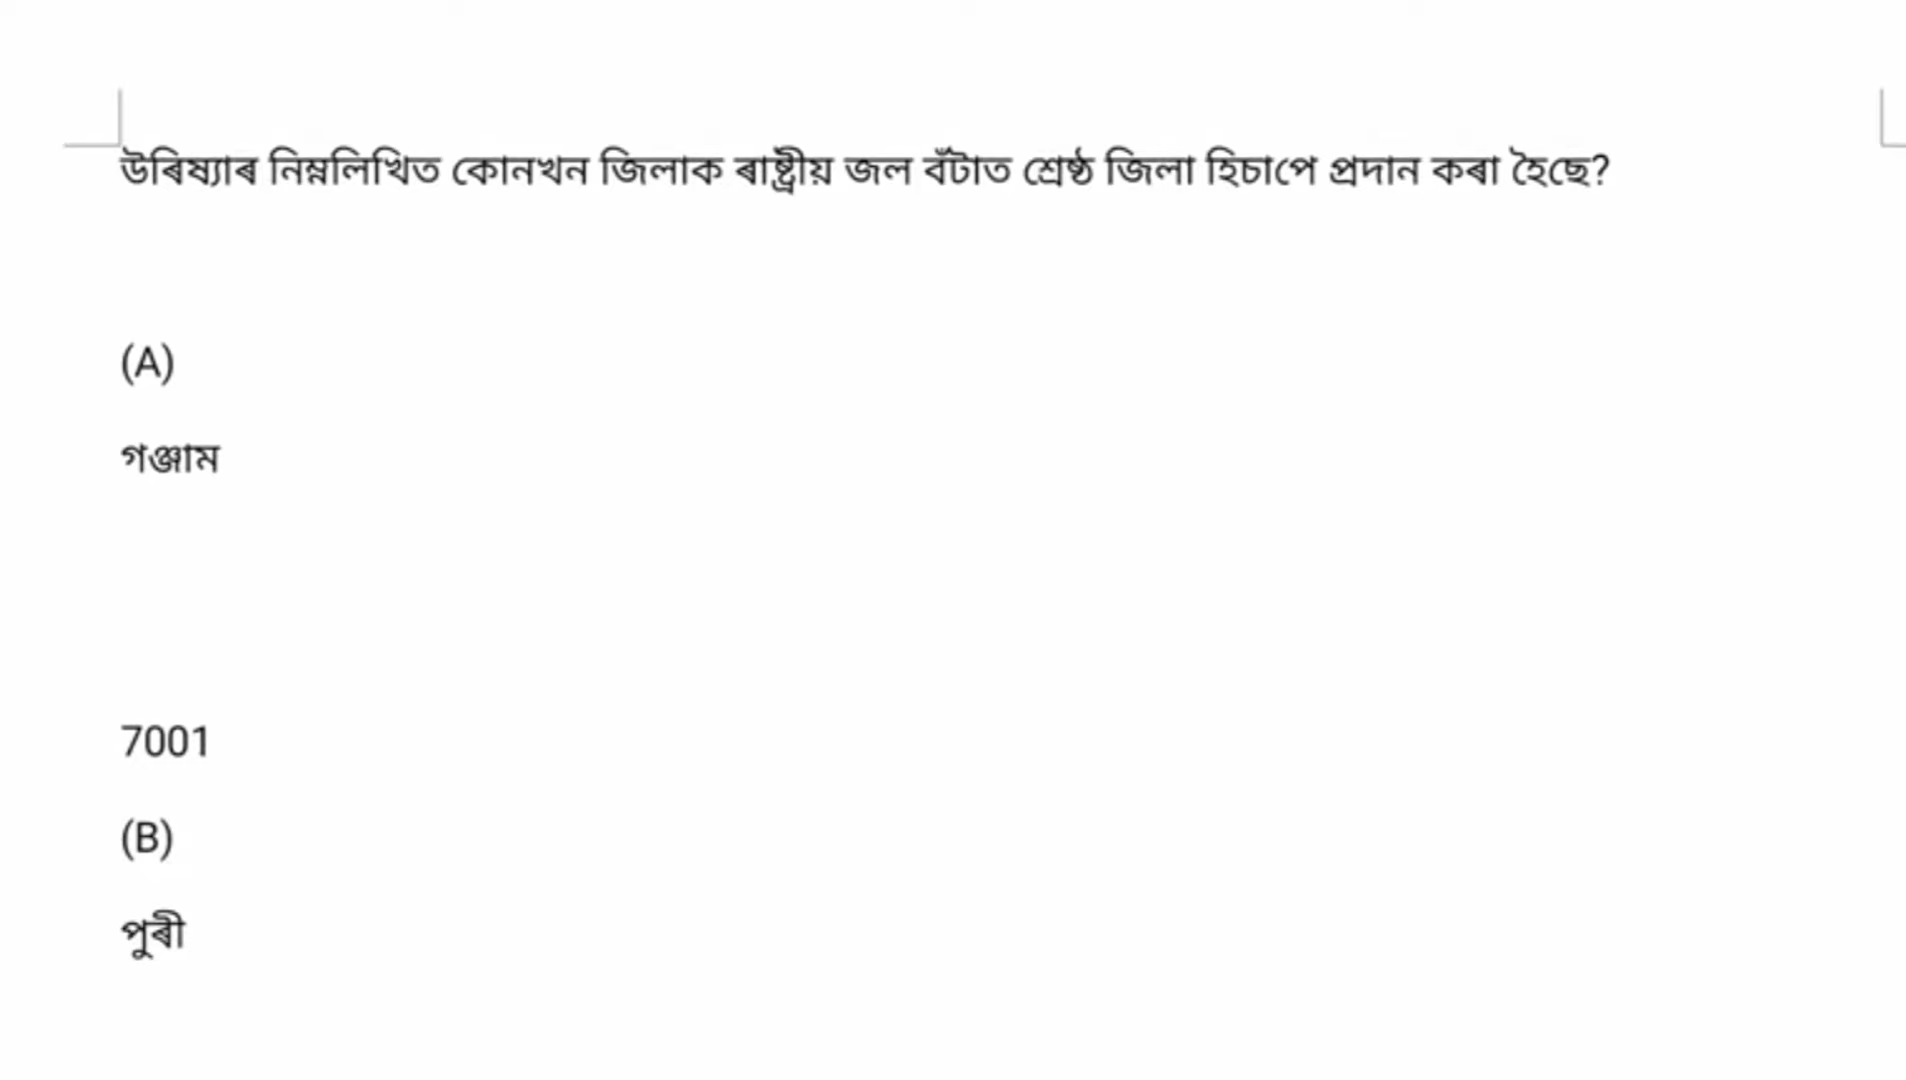 উৰিষ্যাৰ নিম্নলিখিত কোনখন জিলাক ৰাষ্ট্ৰীয় জল বঁটাত শ্ৰেষ্ঠ জিলা হিচাপে প্ৰদান কৰা হৈছে?
(A)
গঞ্জাম
7001
(B)
পুৰী